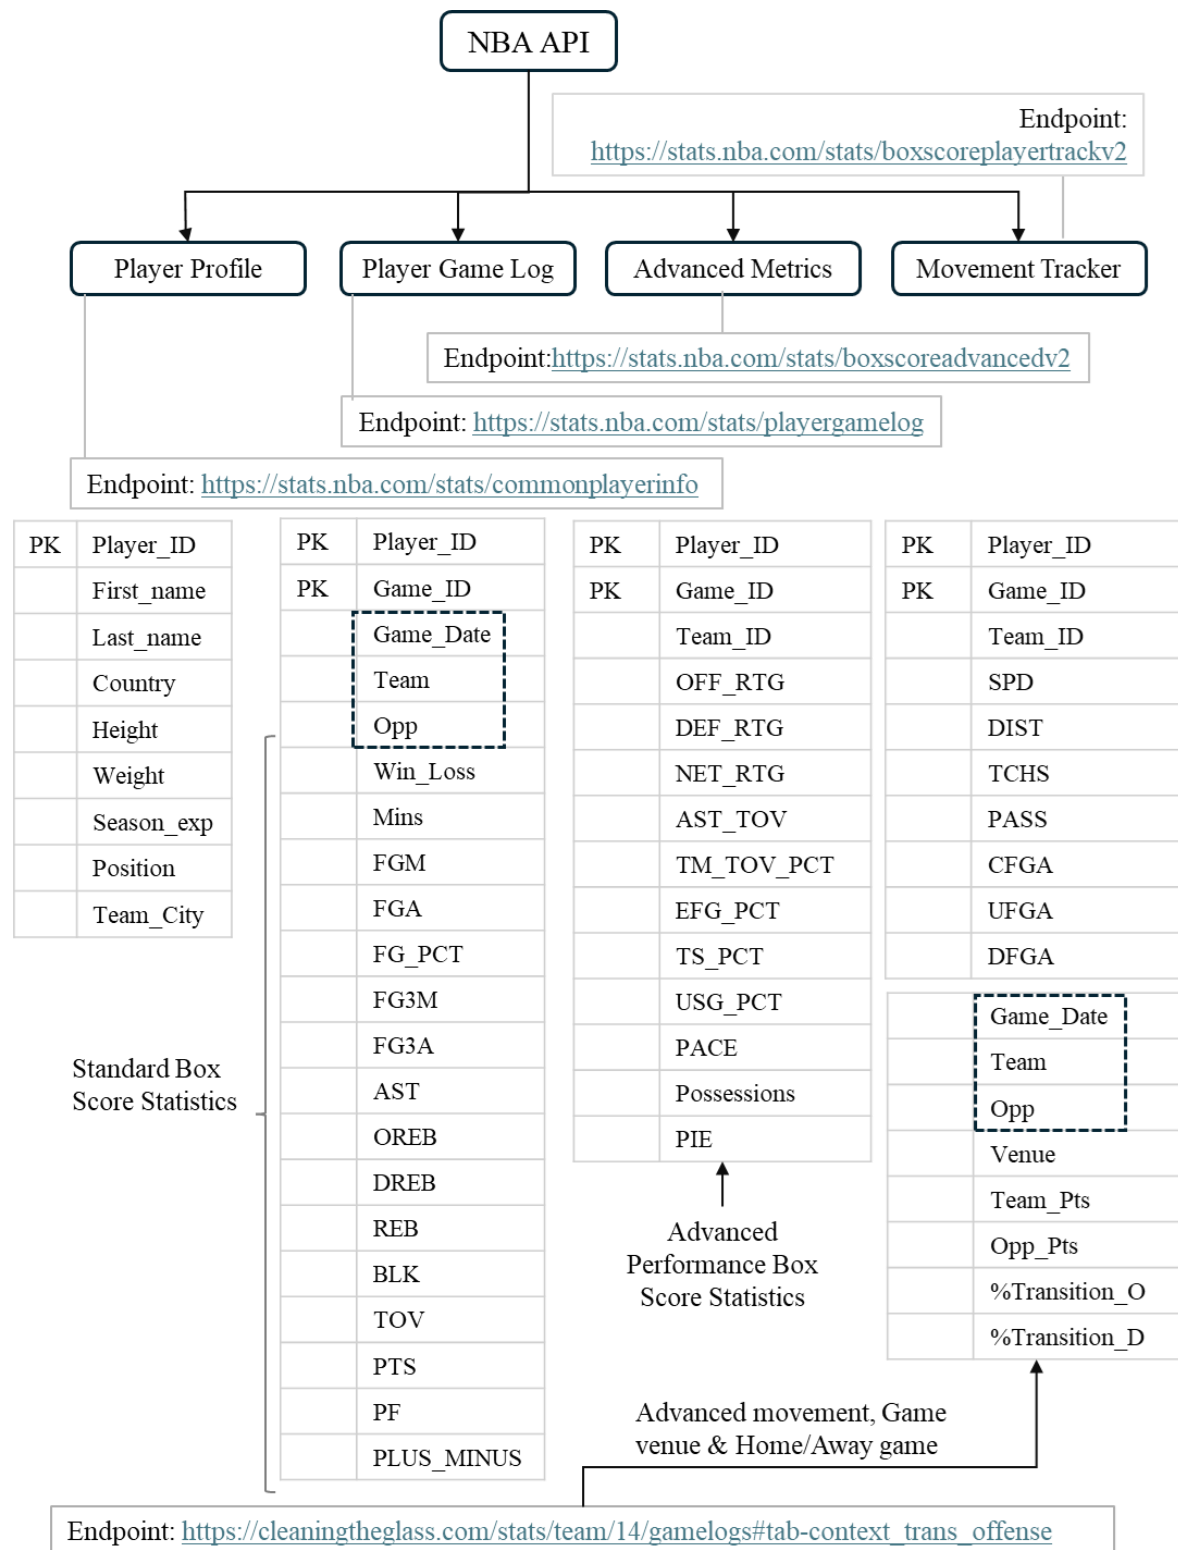 NBA API
Endpoint:
https://stats.nba.com/stats/boxscoreplayertrackv2
Player Profile
Player Game Log
Advanced Metrics
Movement Tracker
Endpoint:https://stats.nba.com/stats/boxscoreadvancedv2
Endpoint: https://stats.nba.com/stats/playergamelog
Endpoint: https://stats.nba.com/stats/commonplayerinfo
PK Player_ID
First_name
Last_name
Country
Height
Weight
Season_exp
Position
Team_City
PK Player_ID
PK Game_ID
Game_Date
Team
Opp
Win_Loss
Mins
FGM
FGA
FG_PCT
FG3M
FG3A
AST
OREB
DREB
REB
BLK
TOV
PTS
PF
PLUS_MINUS
Standard Box
Score Statistics
PK Player_ID
PK Game_ID
Team_ID
OFF_RTG
DEF_RTG
NET_RTG
AST_TOV
TM_TOV_PCT
EFG_PCT
TS_PCT
USG_PCT
PACE
Possessions
PIE
Advanced
Performance Box
Score Statistics
PK Player_ID
PK Game_ID
Team_ID
SPD
DIST
TCHS
PASS
CFGA
UFGA
DFGA
Game_Date
Team
Opp
Venue
Team_Pts
Opp_Pts
%Transition_O
%Transition_D
Advanced movement, Game
venue & Home/Away game
Endpoint: https://cleaningtheglass.com/stats/team/14/gamelogs#tab-context_trans_offense